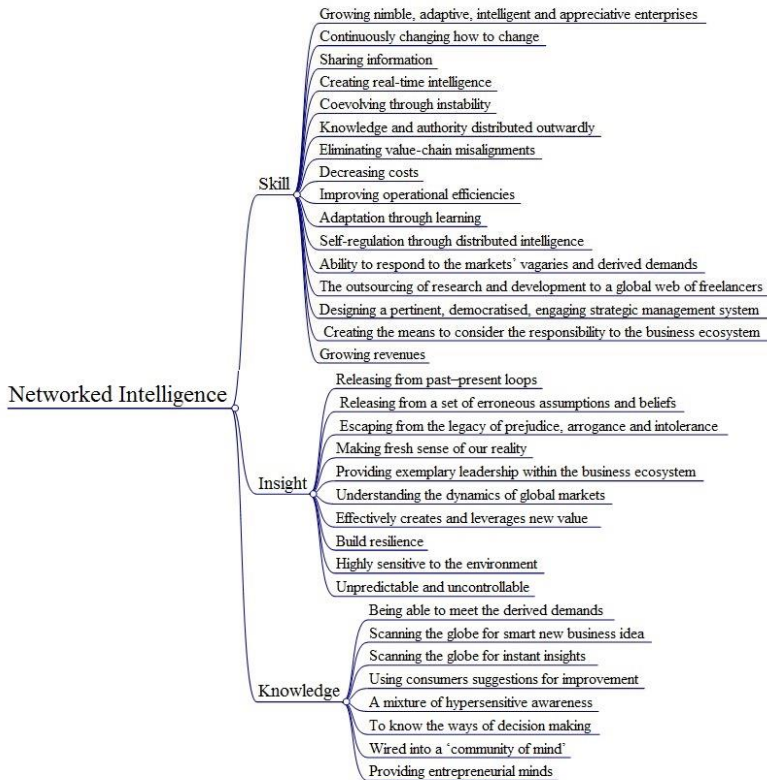 Networked Intelligence
Skill
Growing nimble, adaptive, intelligent and appreciative enterprises
Continuously changing how to change
Sharing information
Creating real-time intelligence
Coevolving through instability
Knowledge and authority distributed outwardly
Eliminating value-chain misalignments
Decreasing costs
Improving operational efficiencies
Adaptation through learning
Self-regulation through distributed intelligence
Ability to respond to the markets’ vagaries and derived demands
The outsourcing of research and development to a global web of freelancers
Designing a pertinent, democratised, engaging strategic management system
Creating the means to consider the responsibility to the business ecosystem
Growing revenues
Insight
Releasing from past–present loops
Releasing from a set of erroneous assumptions and beliefs
Escaping from the legacy of prejudice, arrogance and intolerance
Making fresh sense of our reality
Providing exemplary leadership within the business ecosystem
Understanding the dynamics of global markets
Effectively creates and leverages new value
Build resilience
Highly sensitive to the environment
Unpredictable and uncontrollable
Knowledge
Being able to meet the derived demands
Scanning the globe for smart new business idea
Scanning the globe for instant insights
Using consumers suggestions for improvement
A mixture of hypersensitive awareness
To know the ways of decision making
Wired into a ‘community of mind’
Providing entrepreneurial minds